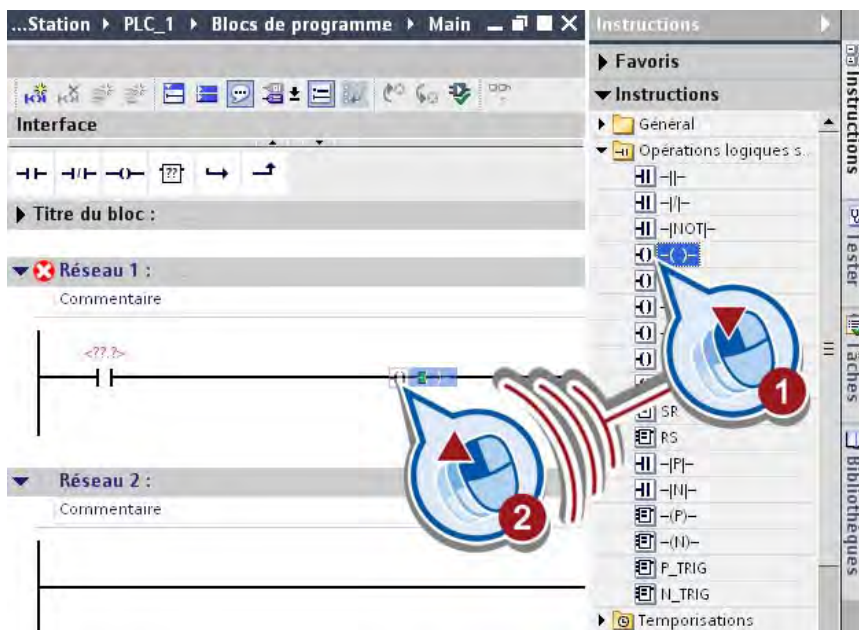 ...Station ▸ PLC_1 ▸ Blocs de programme ▸ Main
Interface
??
Titre du bloc :
Réseau 1 :
Commentaire
<??.?>
Réseau 2 :
Commentaire
Instructions
Favoris
Instructions
Général
Opérations logiques s...
-| |-
-|/|-
-|NOT|-
-( )-
SR
RS
-|P|-
-|N|-
-(P)-
-(N)-
P_TRIG
N_TRIG
Temporisations
1
2
Instructions
Tester
Tâches
Bibliothèques